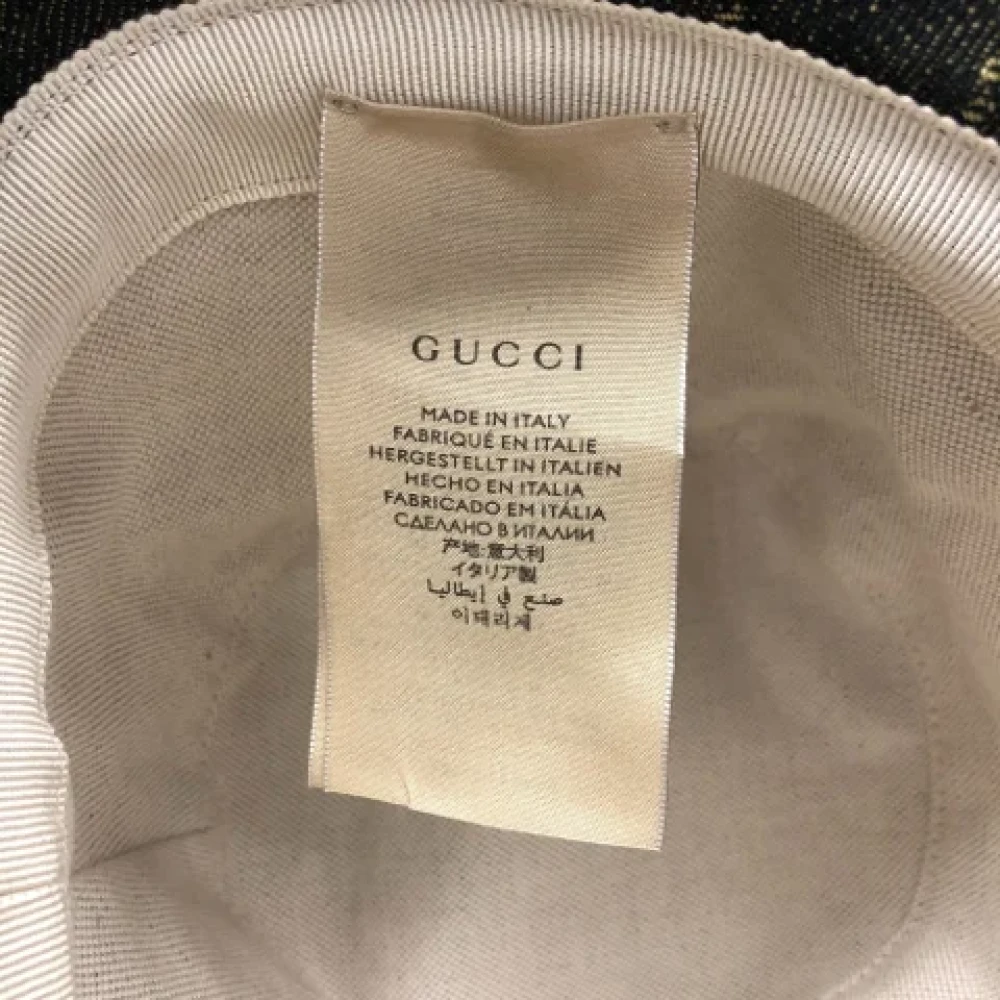 GUCCI
MADE IN ITALY
FABRIQUÉ EN ITALIE
HERGESTELLT IN ITALIEN
HECHO EN ITALIA
FABRICADO EM ITÁLIA
СДЕЛАНО В ИТАЛИИ
产地:意大利
イタリア製
صنع في إيطاليا
이태리제